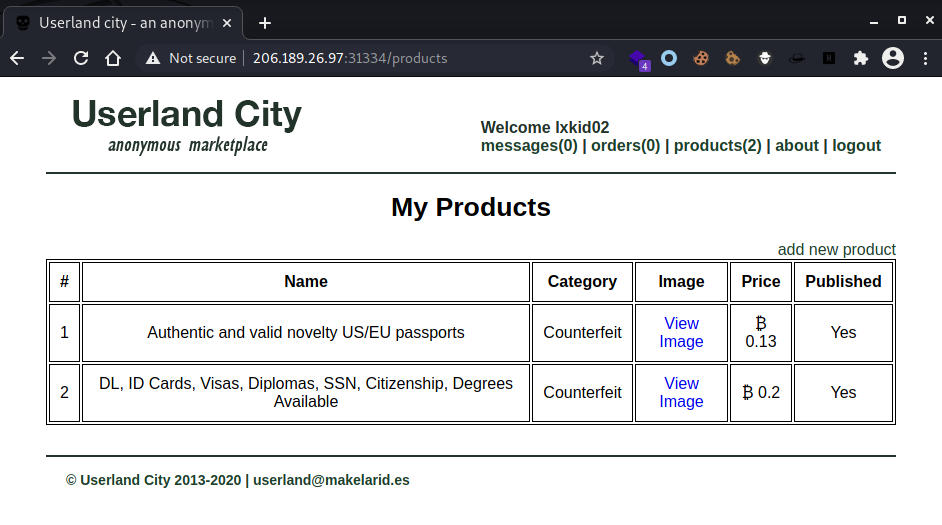 Userland city - an anonym
Not secure
206.189.26.97:31334/products
4
Userland City
anonymous marketplace
Welcome lxkid02
messages(0) | orders(0) | products(2) | about | logout
My Products
add new product
# Name Category Image Price Published
1 Authentic and valid novelty US/EU passports Counterfeit View Image ₿ 0.13 Yes
2 DL, ID Cards, Visas, Diplomas, SSN, Citizenship, Degrees Available Counterfeit View Image ₿ 0.2 Yes
© Userland City 2013-2020 | userland@makelarid.es